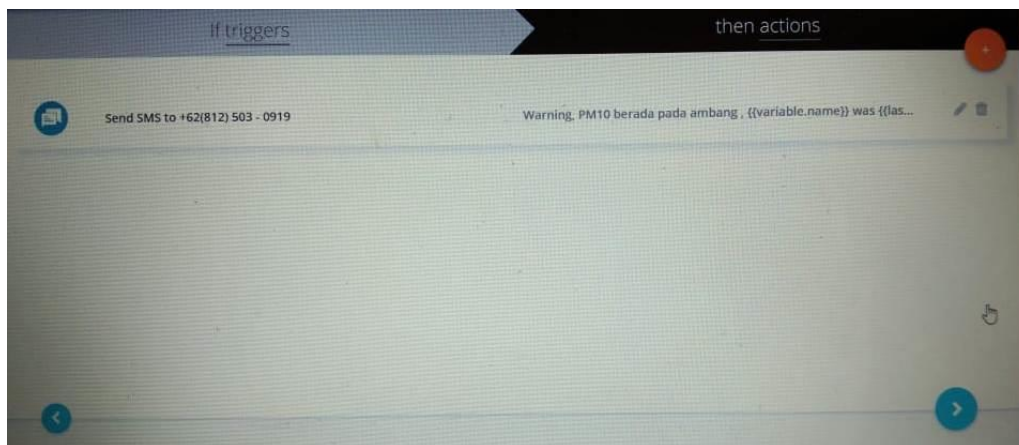 If triggers
then actions
Send SMS to +62(812) 503 - 0919
Warning, PM10 berada pada ambang , {{variable.name}} was {{las...